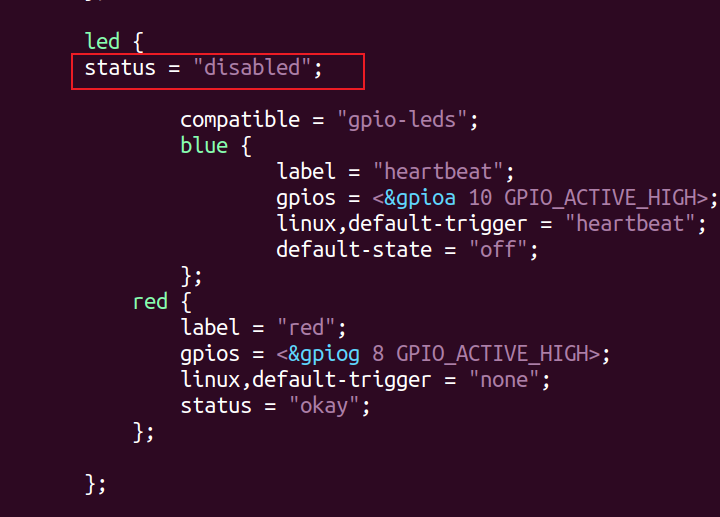 };
led {
status = "disabled";
compatible = "gpio-leds";
blue {
label = "heartbeat";
gpios = <&gpioa 10 GPIO_ACTIVE_HIGH>;
linux,default-trigger = "heartbeat";
default-state = "off";
};
red {
label = "red";
gpios = <&gpiog 8 GPIO_ACTIVE_HIGH>;
linux,default-trigger = "none";
status = "okay";
};
};